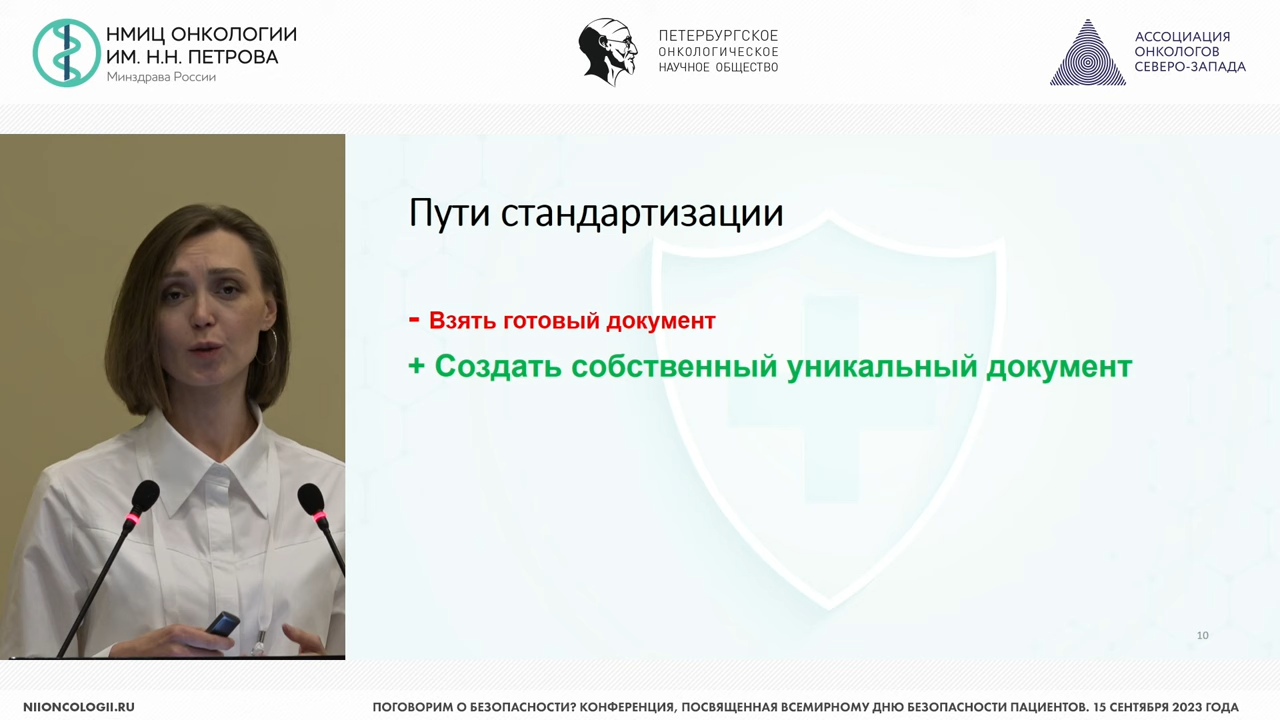 НМИЦ ОНКОЛОГИИ
ИМ. Н.Н. ПЕТРОВА
Минздрава России
ПЕТЕРБУРГСКОЕ
ОНКОЛОГИЧЕСКОЕ
НАУЧНОЕ ОБЩЕСТВО
АССОЦИАЦИЯ
ОНКОЛОГОВ
СЕВЕРО-ЗАПАДА
Пути стандартизации
- Взять готовый документ
+ Создать собственный уникальный документ
10
NIIONCOLOGII.RU
ПОГОВОРИМ О БЕЗОПАСНОСТИ? КОНФЕРЕНЦИЯ, ПОСВЯЩЕННАЯ ВСЕМИРНОМУ ДНЮ БЕЗОПАСНОСТИ ПАЦИЕНТОВ. 15 СЕНТЯБРЯ 2023 ГОДА